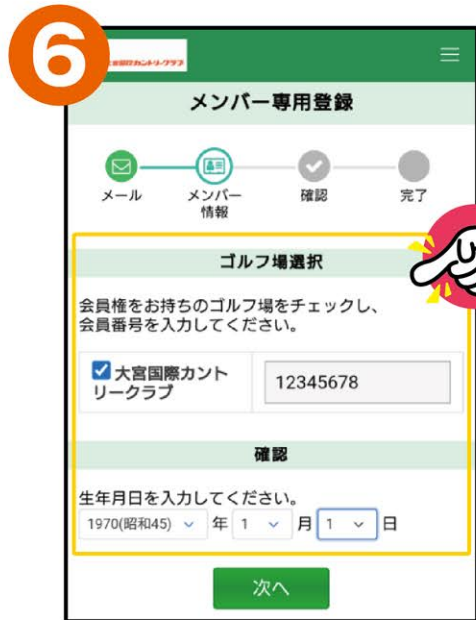 6
メンバー専用登録
メール
メンバー
情報
確認
完了
ゴルフ場選択
会員権をお持ちのゴルフ場をチェックし、
会員番号を入力してください。
大宮国際カント
リークラブ
12345678
確認
生年月日を入力してください。
1970(昭和45) 年 1 月 1 日
次へ